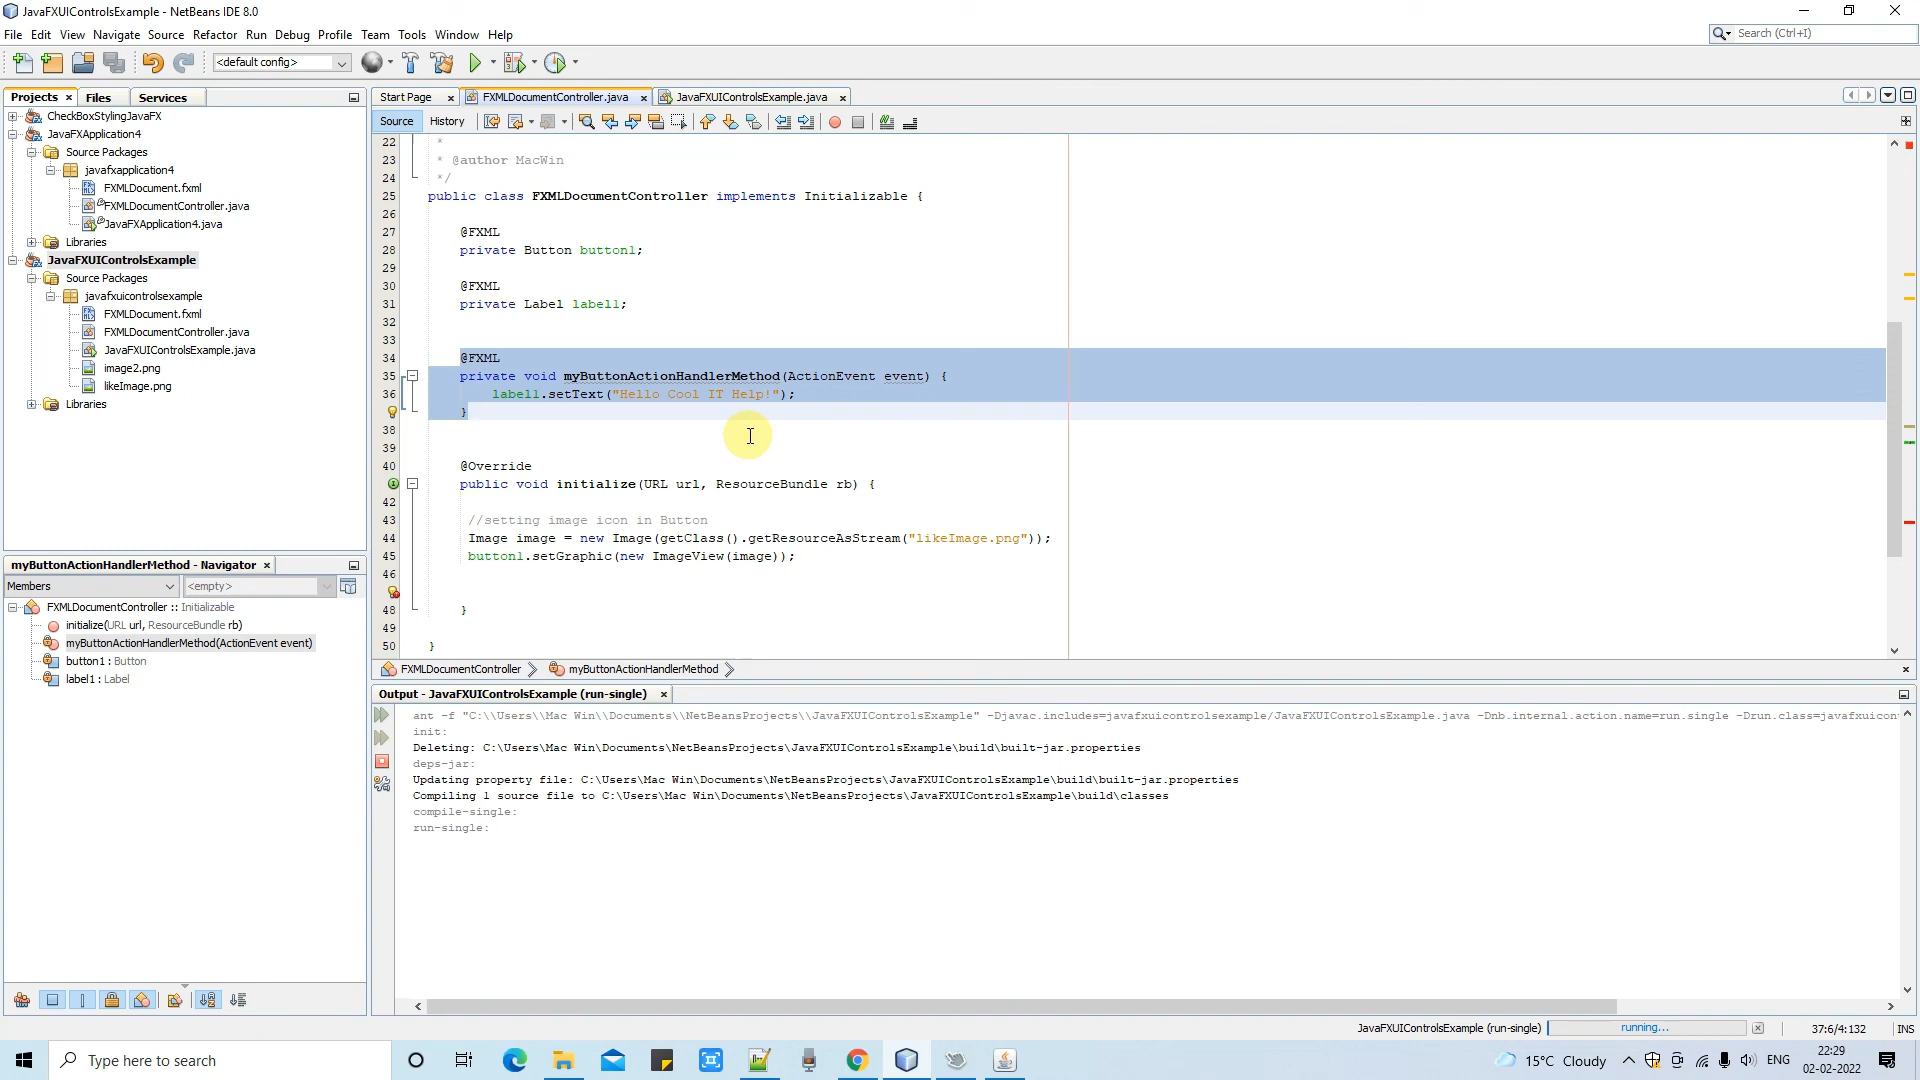 JavaFXUIControlsExample - NetBeans IDE 8.0
File Edit View Navigate Source Refactor Run Debug Profile Team Tools Window Help
Search (Ctrl+I)
<default config>
Projects Files Services
CheckBoxStylingJavaFX
JavaFXApplication4
Source Packages
javafxapplication4
FXMLDocument.fxml
FXMLDocumentController.java
JavaFXApplication4.java
Libraries
JavaFXUIControlsExample
Source Packages
javafxuicontrolsexample
FXMLDocument.fxml
FXMLDocumentController.java
JavaFXUIControlsExample.java
image2.png
likeImage.png
Libraries
myButtonActionHandlerMethod - Navigator
Members <empty>
FXMLDocumentController :: Initializable
initialize(URL url, ResourceBundle rb)
myButtonActionHandlerMethod(ActionEvent event)
button1 : Button
label1 : Label
Start Page FXMLDocumentController.java JavaFXUIControlsExample.java
Source History
22 *
23 * @author MacWin
24 */
25 public class FXMLDocumentController implements Initializable {
26
27 @FXML
28 private Button button1;
29
30 @FXML
31 private Label label1;
32
33
34 @FXML
35 private void myButtonActionHandlerMethod(ActionEvent event) {
36 label1.setText("Hello Cool IT Help!");
}
38
39
40 @Override
public void initialize(URL url, ResourceBundle rb) {
42
43 //setting image icon in Button
44 Image image = new Image(getClass().getResourceAsStream("likeImage.png"));
45 button1.setGraphic(new ImageView(image));
46
48 }
49
50 }
FXMLDocumentController myButtonActionHandlerMethod
Output - JavaFXUIControlsExample (run-single)
ant -f "C:\\Users\\Mac Win\\Documents\\NetBeansProjects\\JavaFXUIControlsExample" -Djavac.includes=javafxuicontrolsexample/JavaFXUIControlsExample.java -Dnb.internal.action.name=run.single -Drun.class=javafxuicon
init:
Deleting: C:\Users\Mac Win\Documents\NetBeansProjects\JavaFXUIControlsExample\build\built-jar.properties
deps-jar:
Updating property file: C:\Users\Mac Win\Documents\NetBeansProjects\JavaFXUIControlsExample\build\built-jar.properties
Compiling 1 source file to C:\Users\Mac Win\Documents\NetBeansProjects\JavaFXUIControlsExample\build\classes
compile-single:
run-single:
JavaFXUIControlsExample (run-single) running... 37:6/4:132 INS
Type here to search
15°C Cloudy ENG
22:29
02-02-2022